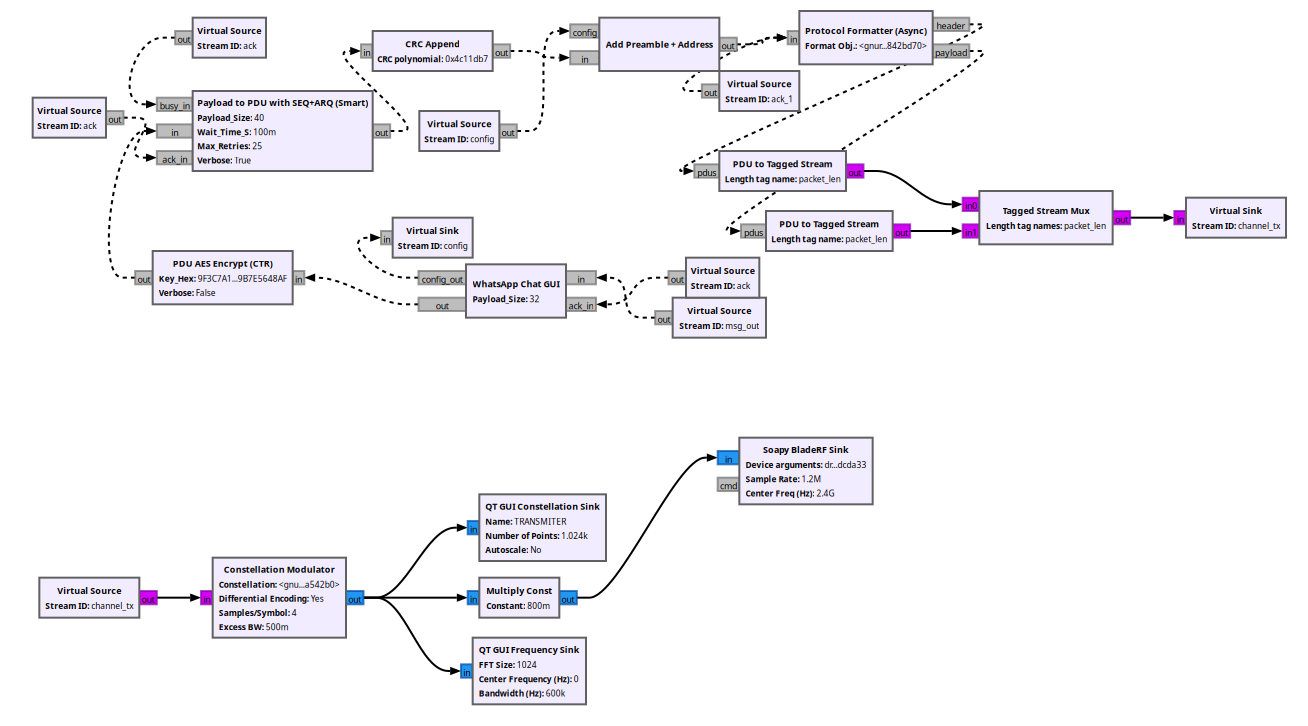 Virtual Source
Stream ID: ack
out
Virtual Source
Stream ID: ack
out
busy_in
in
ack_in
Payload to PDU with SEQ+ARQ (Smart)
Payload_Size: 40
Wait_Time_S: 100m
Max_Retries: 25
Verbose: True
out
in
CRC Append
CRC polynomial: 0x4c11db7
out
Virtual Source
Stream ID: config
out
config
in
Add Preamble + Address
out
Virtual Source
Stream ID: ack_1
out
in
Protocol Formatter (Async)
Format Obj.: <gnur...842bd70>
header
payload
pdus
PDU to Tagged Stream
Length tag name: packet_len
out
pdus
PDU to Tagged Stream
Length tag name: packet_len
out
in0
in1
Tagged Stream Mux
Length tag names: packet_len
out
in
Virtual Sink
Stream ID: channel_tx
in
Virtual Sink
Stream ID: config
out
PDU AES Encrypt (CTR)
Key_Hex: 9F3C7A1...9B7E5648AF
Verbose: False
in
config_out
out
WhatsApp Chat GUI
Payload_Size: 32
in
ack_in
out
Virtual Source
Stream ID: ack
out
Virtual Source
Stream ID: msg_out
in
cmd
Soapy BladeRF Sink
Device arguments: dr...dcda33
Sample Rate: 1.2M
Center Freq (Hz): 2.4G
in
QT GUI Constellation Sink
Name: TRANSMITER
Number of Points: 1.024k
Autoscale: No
Virtual Source
Stream ID: channel_tx
out
in
Constellation Modulator
Constellation: <gnu...a542b0>
Differential Encoding: Yes
Samples/Symbol: 4
Excess BW: 500m
out
in
Multiply Const
Constant: 800m
out
in
QT GUI Frequency Sink
FFT Size: 1024
Center Frequency (Hz): 0
Bandwidth (Hz): 600k